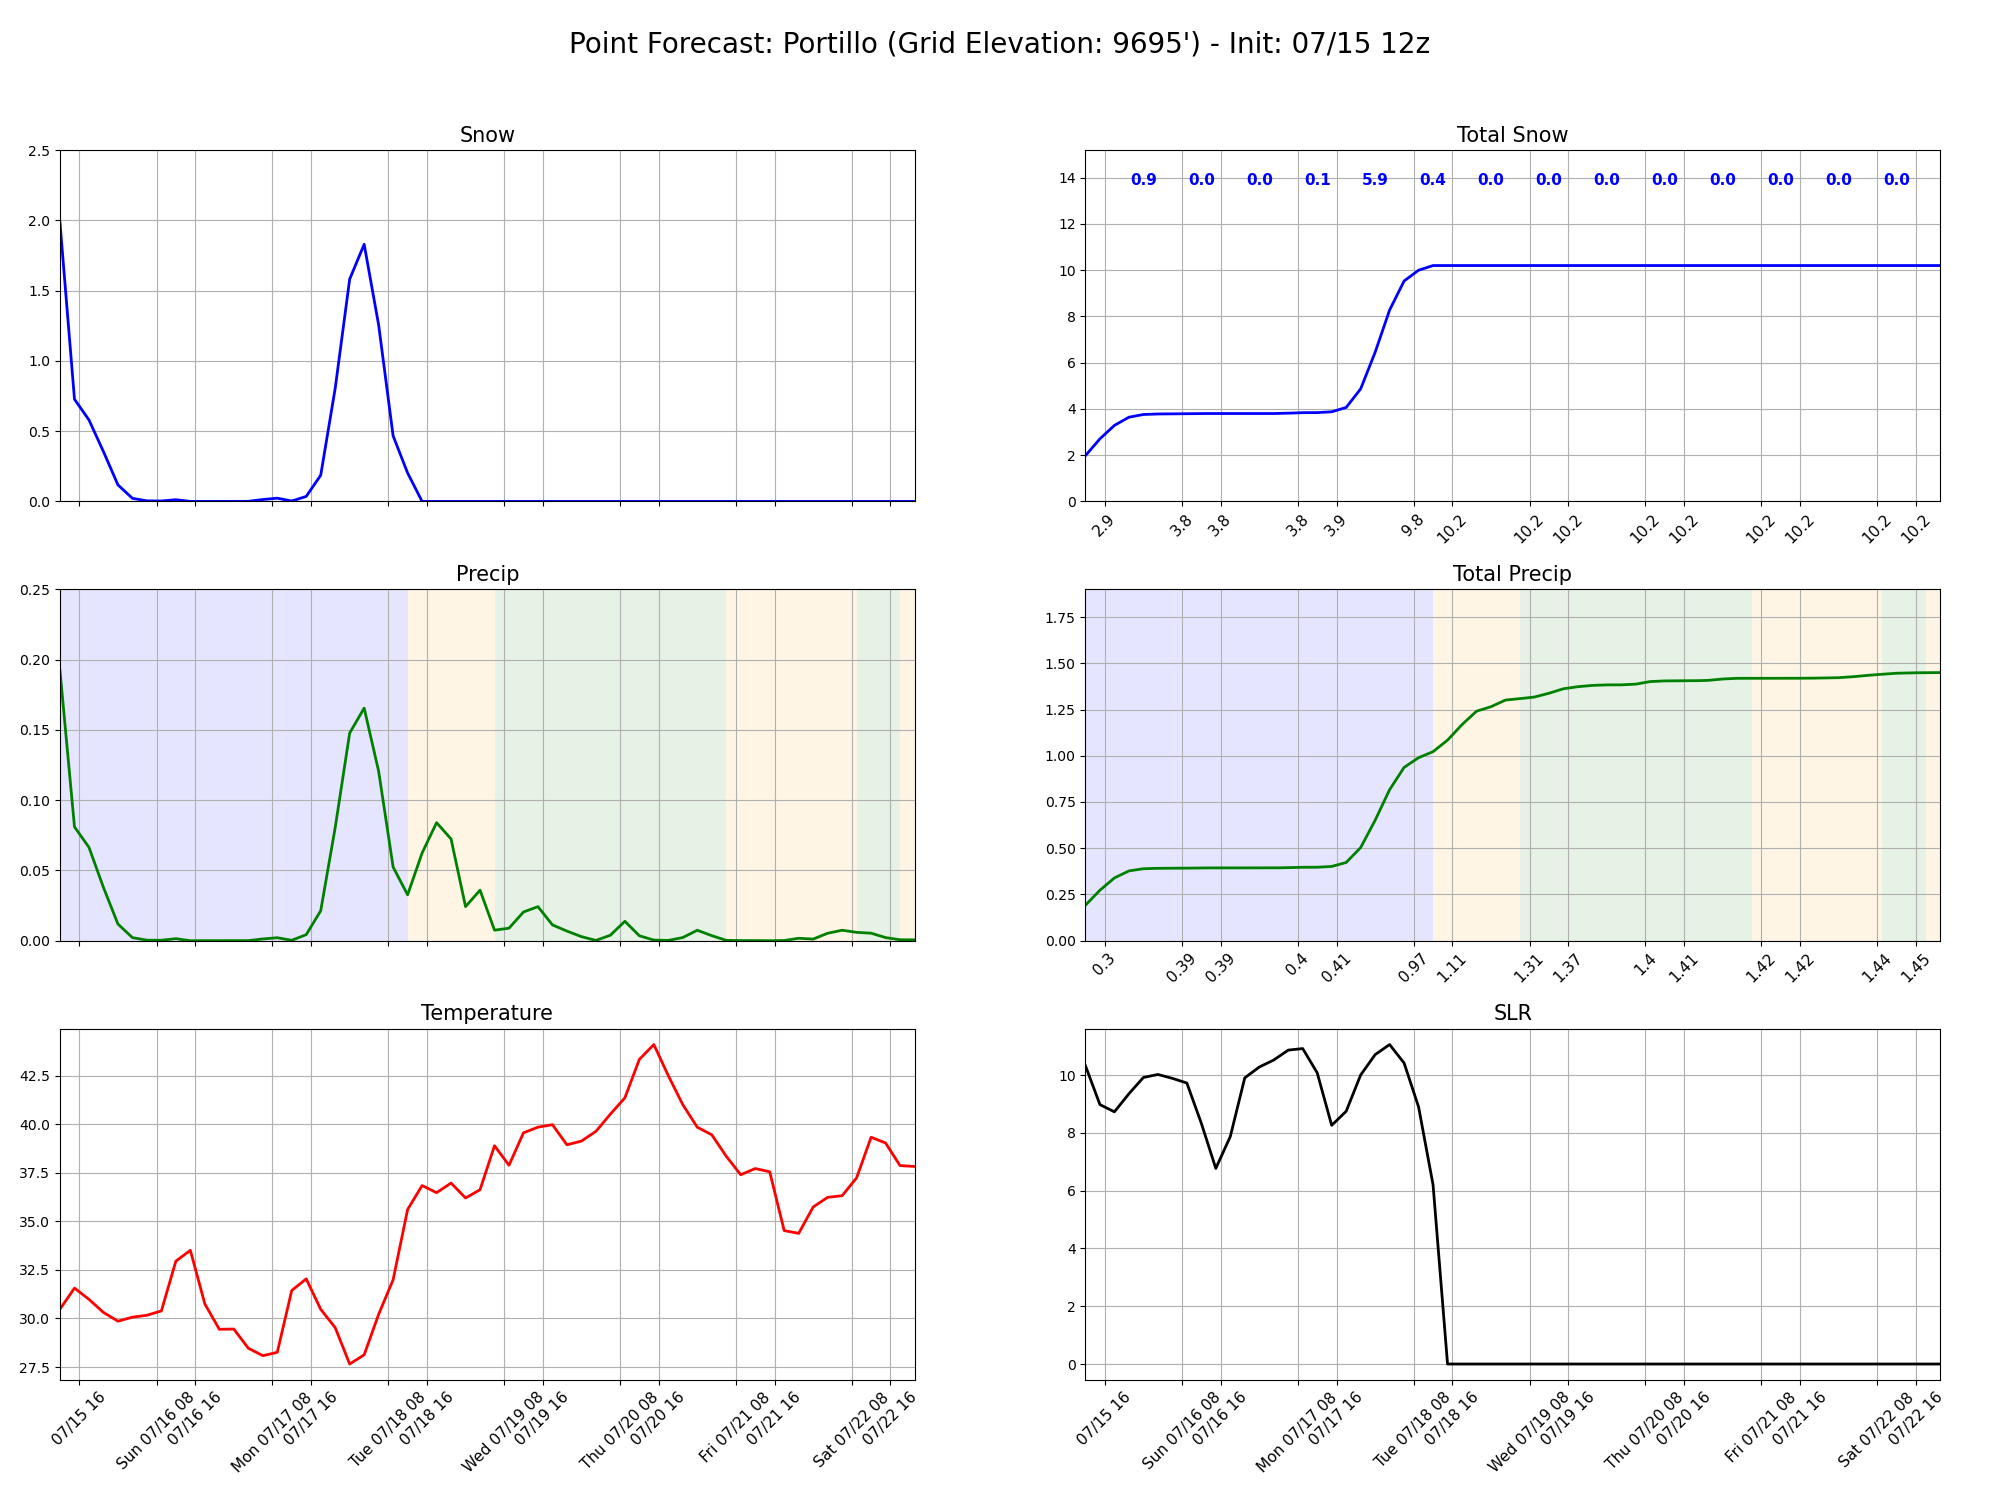 Point Forecast: Portillo (Grid Elevation: 9695') - Init: 07/15 12z
Snow
2.5
2.0
1.5
1.0
0.5
0.0
Total Snow
14
12
10
8
6
4
2
0
0.9 0.0 0.0 0.1 5.9 0.4 0.0 0.0 0.0 0.0 0.0 0.0 0.0 0.0
2.9 3.8 3.8 3.8 3.9 9.8 10.2 10.2 10.2 10.2 10.2 10.2 10.2 10.2 10.2
Precip
0.25
0.20
0.15
0.10
0.05
0.00
Total Precip
1.75
1.50
1.25
1.00
0.75
0.50
0.25
0.00
0.3 0.39 0.39 0.4 0.41 0.97 1.11 1.31 1.37 1.4 1.41 1.42 1.42 1.44 1.45
Temperature
42.5
40.0
37.5
35.0
32.5
30.0
27.5
07/15 16
Sun 07/16 08
07/16 16
Mon 07/17 08
07/17 16
Tue 07/18 08
07/18 16
Wed 07/19 08
07/19 16
Thu 07/20 08
07/20 16
Fri 07/21 08
07/21 16
Sat 07/22 08
07/22 16
SLR
10
8
6
4
2
0
07/15 16
Sun 07/16 08
07/16 16
Mon 07/17 08
07/17 16
Tue 07/18 08
07/18 16
Wed 07/19 08
07/19 16
Thu 07/20 08
07/20 16
Fri 07/21 08
07/21 16
Sat 07/22 08
07/22 16